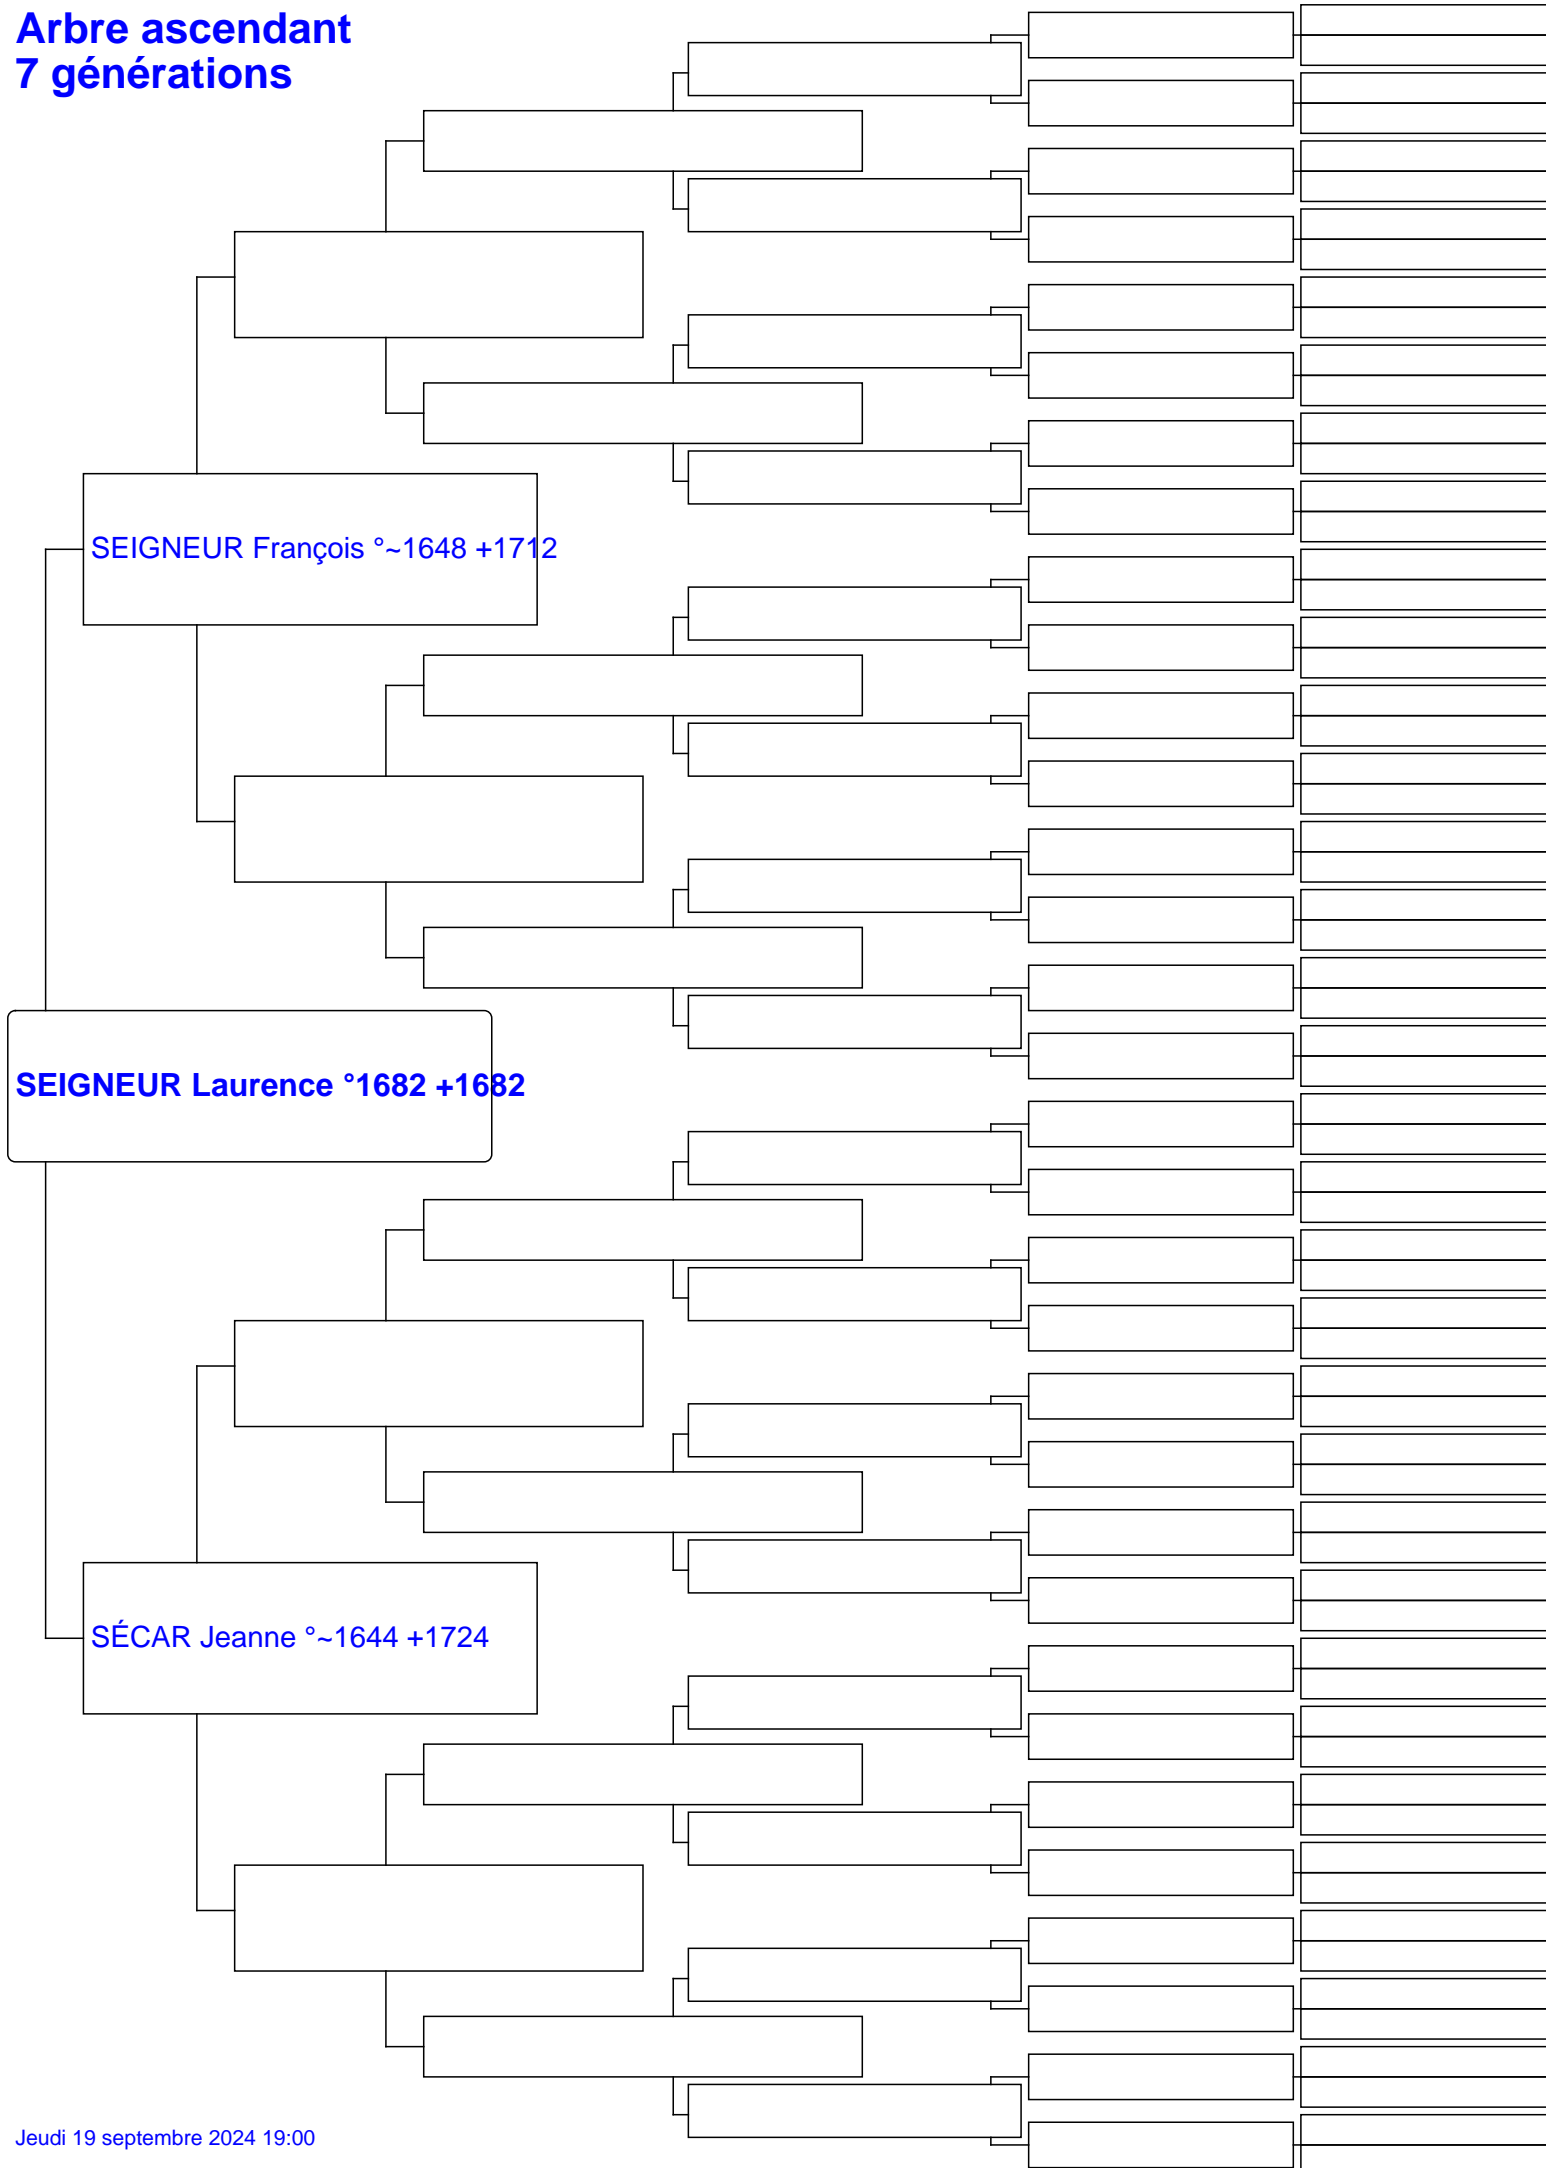 Arbre ascendant
7 générations
SEIGNEUR François °~1648 +1712
SEIGNEUR Laurence °1682 +1682
SÉCAR Jeanne °~1644 +1724
Jeudi 19 septembre 2024 19:00